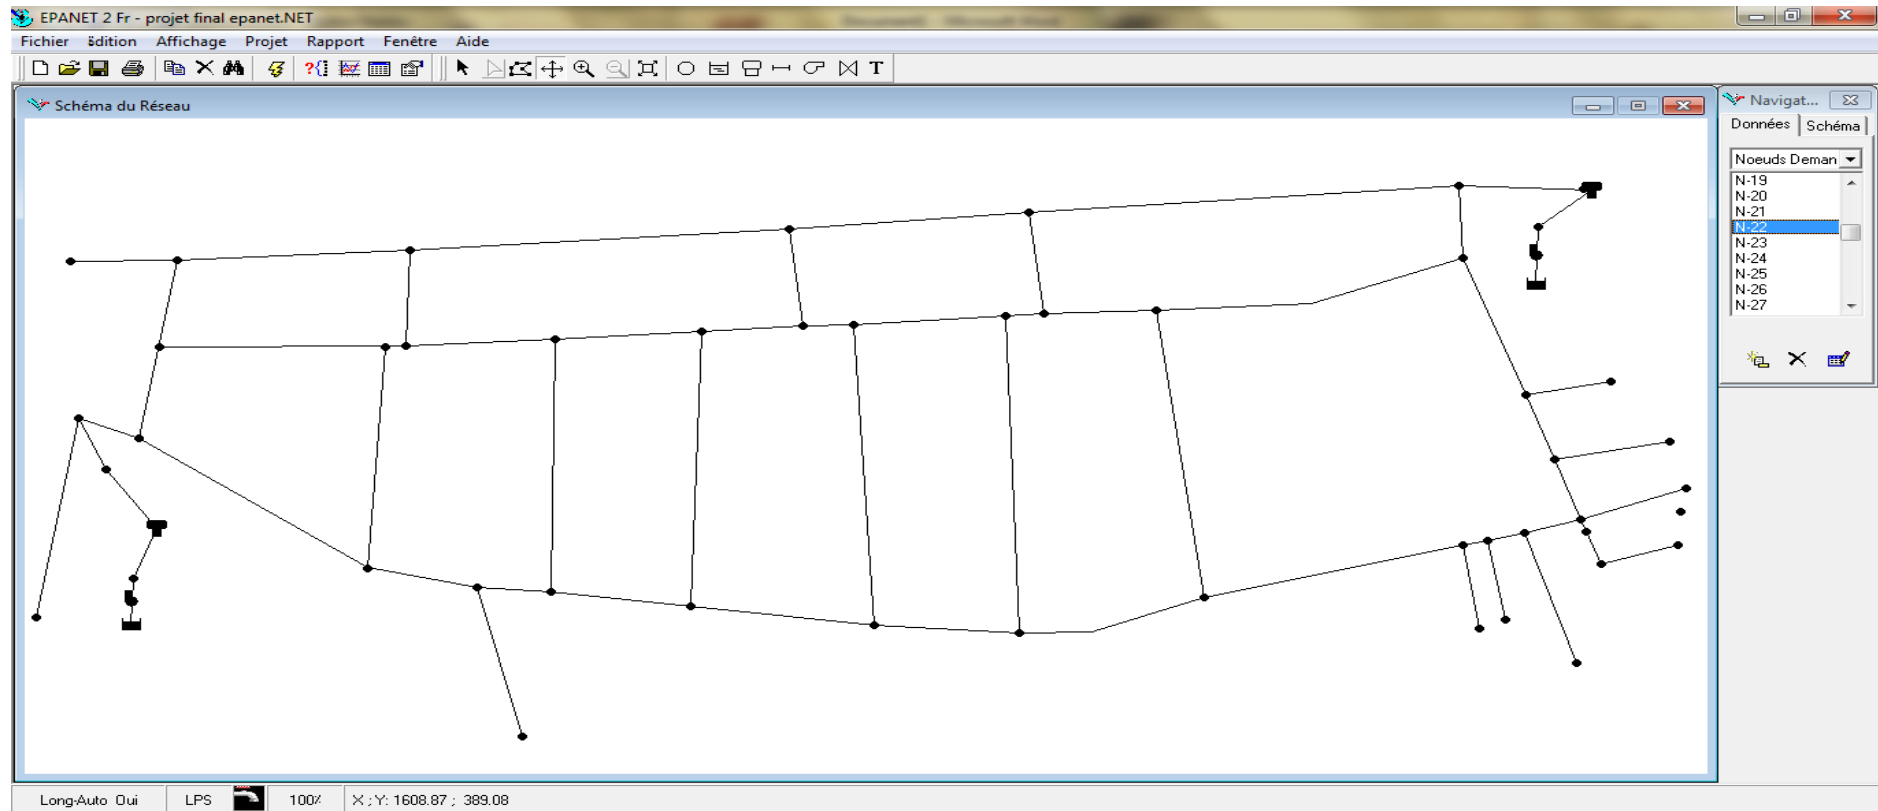 EPANET 2 Fr - projet final epanet.NET
Fichier Édition Affichage Projet Rapport Fenêtre Aide
T
Schéma du Réseau
Navigat...
Données Schéma
Noeuds Deman
N-19
N-20
N-21
N-22
N-23
N-24
N-25
N-26
N-27
Long-Auto Oui LPS 100% X ; Y: 1608.87 ; 389.08